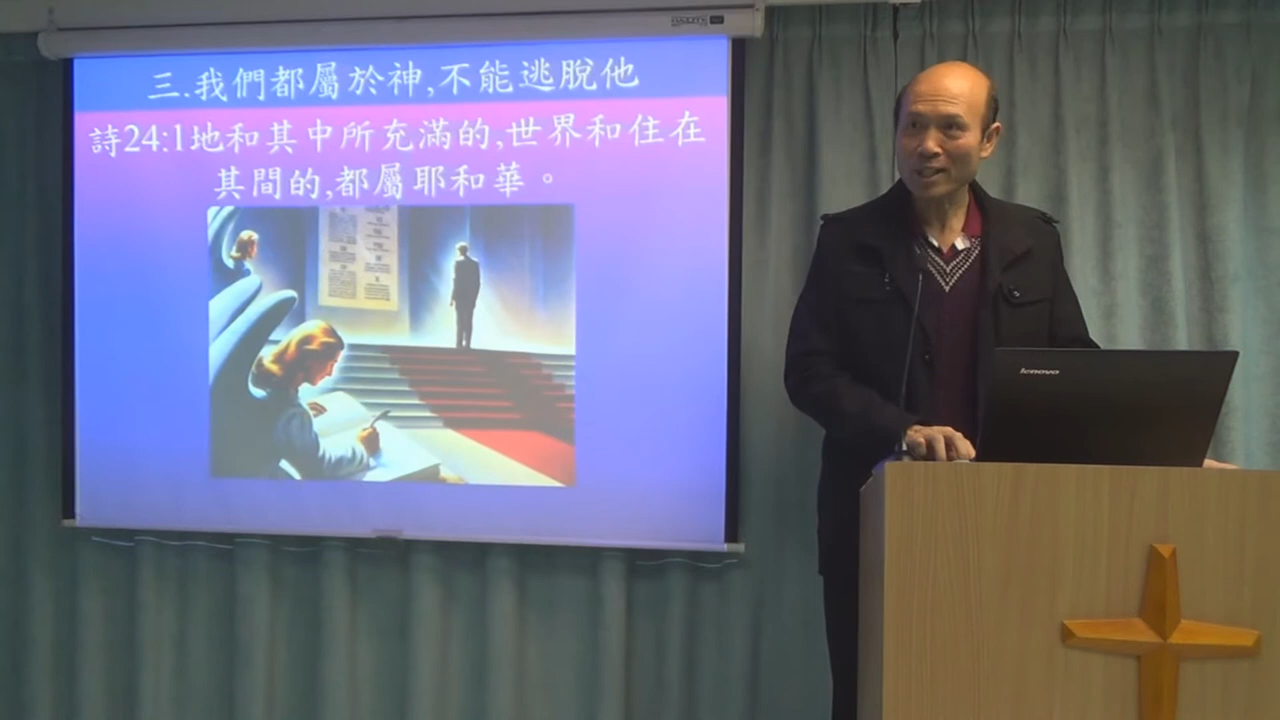 三.我們都屬於神,不能逃脫他
詩24:1地和其中所充滿的,世界和住在
其間的,都屬耶和華。
lenovo